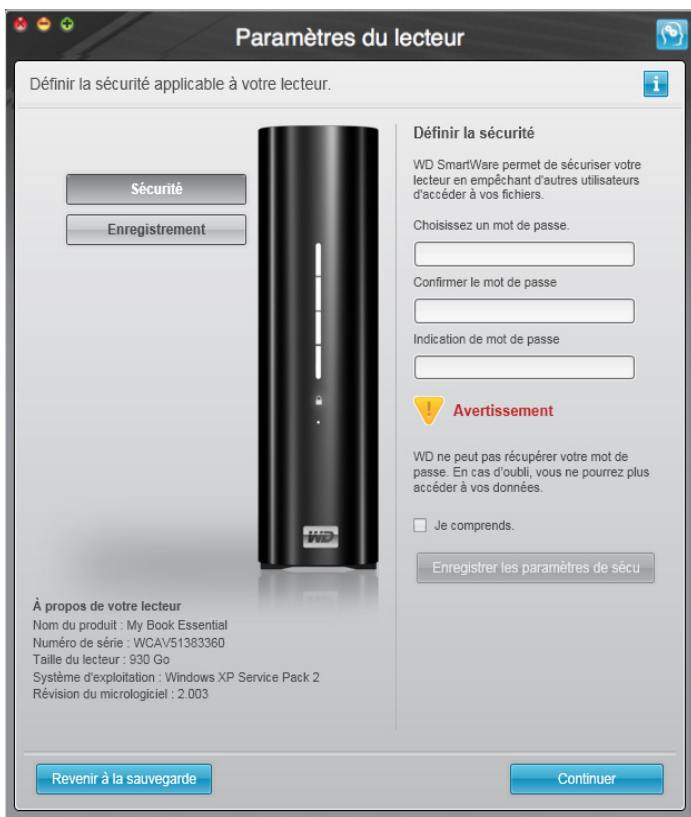 Paramètres du lecteur
Définir la sécurité applicable à votre lecteur.
i
Sécurité
Enregistrement
WD
À propos de votre lecteur
Nom du produit : My Book Essential
Numéro de série : WCAV51383360
Taille du lecteur : 930 Go
Système d'exploitation : Windows XP Service Pack 2
Révision du micrologiciel : 2.003
Définir la sécurité
WD SmartWare permet de sécuriser votre
lecteur en empêchant d'autres utilisateurs
d'accéder à vos fichiers.
Choisissez un mot de passe.
Confirmer le mot de passe
Indication de mot de passe
! Avertissement
WD ne peut pas récupérer votre mot de
passe. En cas d'oubli, vous ne pourrez plus
accéder à vos données.
Je comprends.
Enregistrer les paramètres de sécu
Revenir à la sauvegarde
Continuer